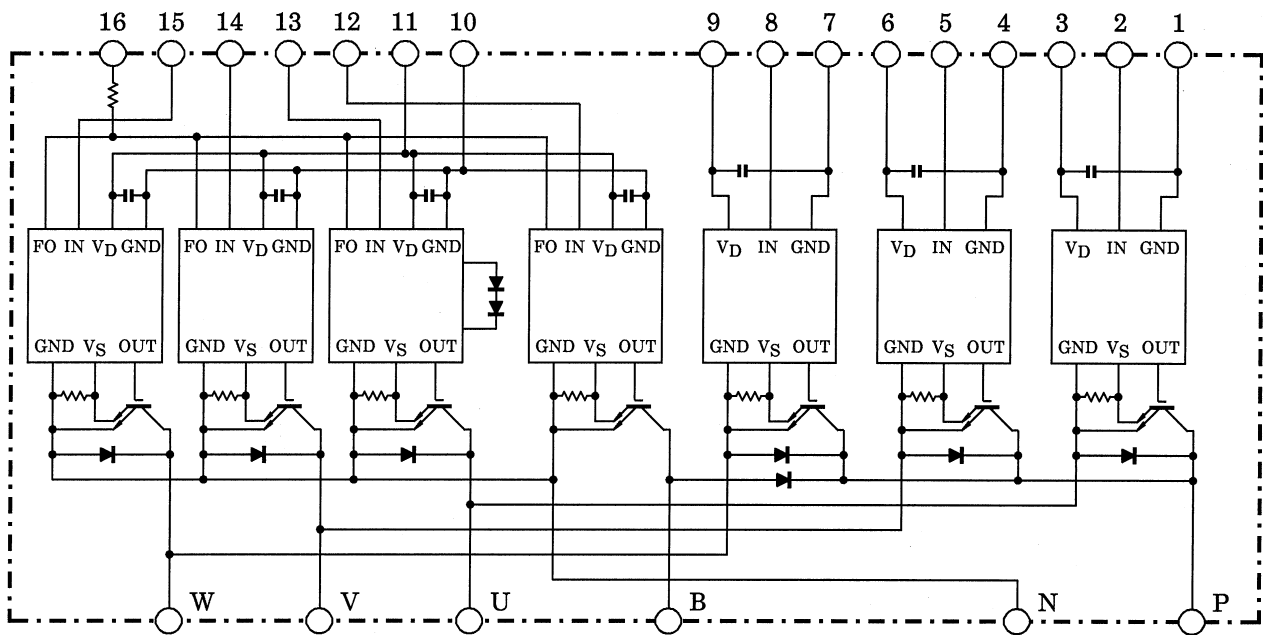 16 15 14 13 12 11 10 9 8 7 6 5 4 3 2 1
FO IN VD GND FO IN VD GND FO IN VD GND FO IN VD GND VD IN GND VD IN GND VD IN GND
GND VS OUT GND VS OUT GND VS OUT GND VS OUT GND VS OUT GND VS OUT GND VS OUT
W V U B N P